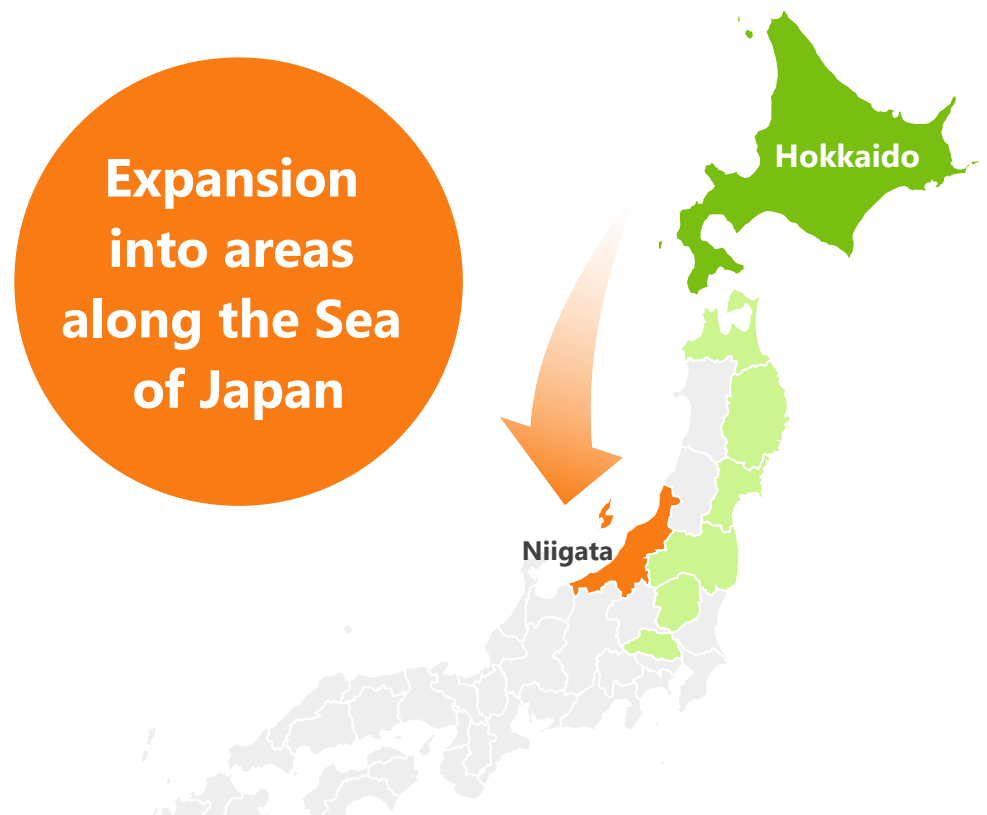 Expansion
into areas
along the Sea
of Japan
Hokkaido
Niigata